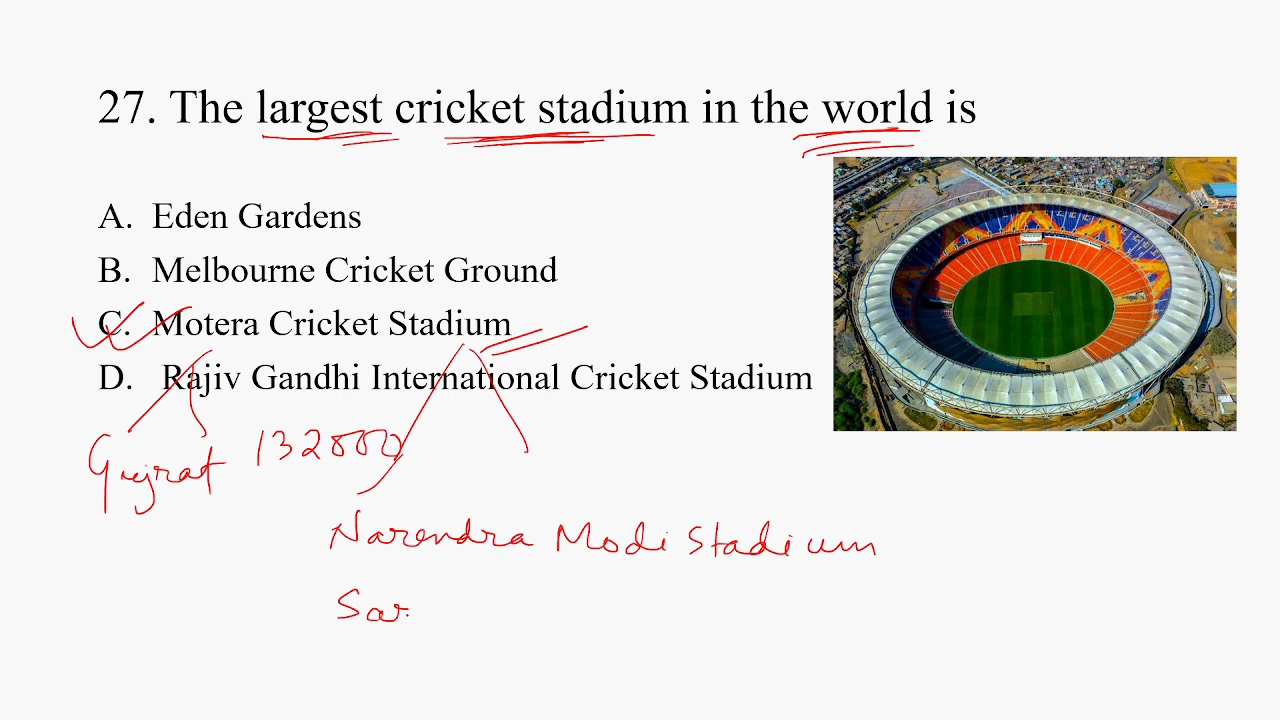 27. The largest cricket stadium in the world is
A. Eden Gardens
B. Melbourne Cricket Ground
C. Motera Cricket Stadium
D. Rajiv Gandhi International Cricket Stadium
Gujrat 132000
Narendra Modi Stadium
Sar